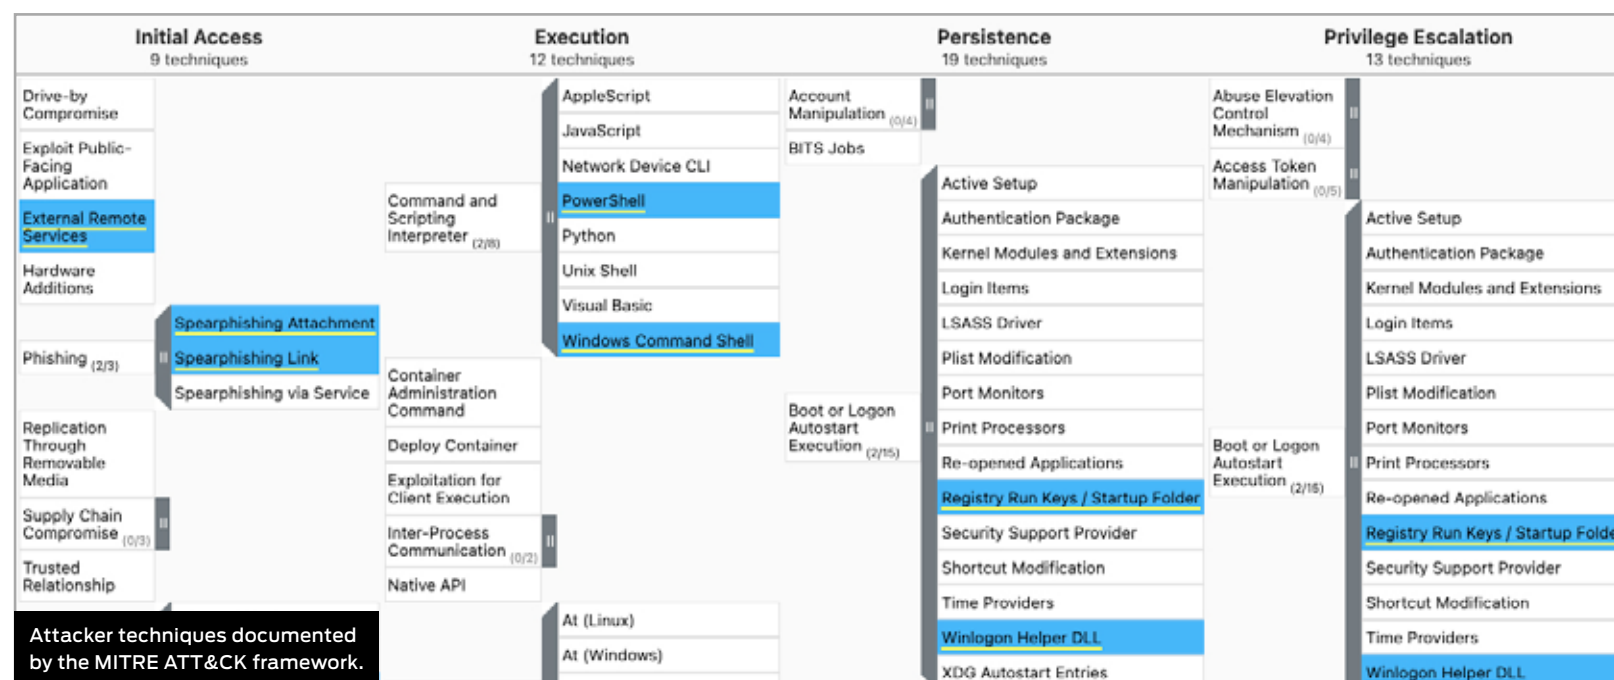 Initial Access
9 techniques
Drive-by
Compromise
Exploit Public-
Facing
Application
External Remote
Services
Hardware
Additions
Phishing (2/3)
Spearphishing Attachment
Spearphishing Link
Spearphishing via Service
Replication
Through
Removable
Media
Supply Chain
Compromise (0/3)
Trusted
Relationship
Execution
12 techniques
Command and
Scripting
Interpreter (2/8)
AppleScript
JavaScript
Network Device CLI
PowerShell
Python
Unix Shell
Visual Basic
Windows Command Shell
Container
Administration
Command
Deploy Container
Exploitation for
Client Execution
Inter-Process
Communication (0/2)
Native API
At (Linux)
At (Windows)
Persistence
19 techniques
Account
Manipulation (0/4)
BITS Jobs
Boot or Logon
Autostart
Execution (2/15)
Active Setup
Authentication Package
Kernel Modules and Extensions
Login Items
LSASS Driver
Plist Modification
Port Monitors
Print Processors
Re-opened Applications
Registry Run Keys / Startup Folder
Security Support Provider
Shortcut Modification
Time Providers
Winlogon Helper DLL
XDG Autostart Entries
Privilege Escalation
13 techniques
Abuse Elevation
Control
Mechanism (0/4)
Access Token
Manipulation (0/5)
Boot or Logon
Autostart
Execution (2/15)
Active Setup
Authentication Package
Kernel Modules and Extensions
Login Items
LSASS Driver
Plist Modification
Port Monitors
Print Processors
Re-opened Applications
Registry Run Keys / Startup Folde
Security Support Provider
Shortcut Modification
Time Providers
Winlogon Helper DLL
Attacker techniques documented
by the MITRE ATT&CK framework.